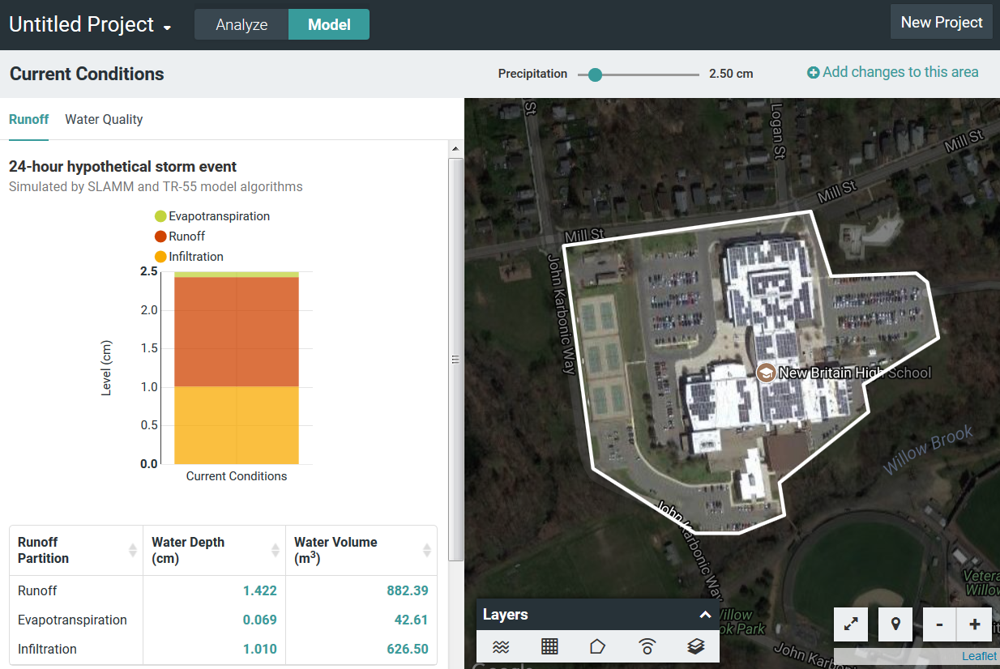 Untitled Project
Analyze
Model
New Project
Current Conditions
Precipitation
2.50 cm
Add changes to this area
Runoff
Water Quality
24-hour hypothetical storm event
Simulated by SLAMM and TR-55 model algorithms
Evapotranspiration
Runoff
Infiltration
2.5
2.0
1.5
1.0
0.5
0.0
Level (cm)
Current Conditions
Runoff Partition
Water Depth (cm)
Water Volume (m³)
Runoff 1.422 882.39
Evapotranspiration 0.069 42.61
Infiltration 1.010 626.50
St
Logan St
Mill St
Mill St
Mill St
John Karbonic Way
New Britain High School
Willow Brook
John Karbonic Way
Veter
Willow
Willow
ok Park
John Karbon
Layers
-
+
Google
Leaflet